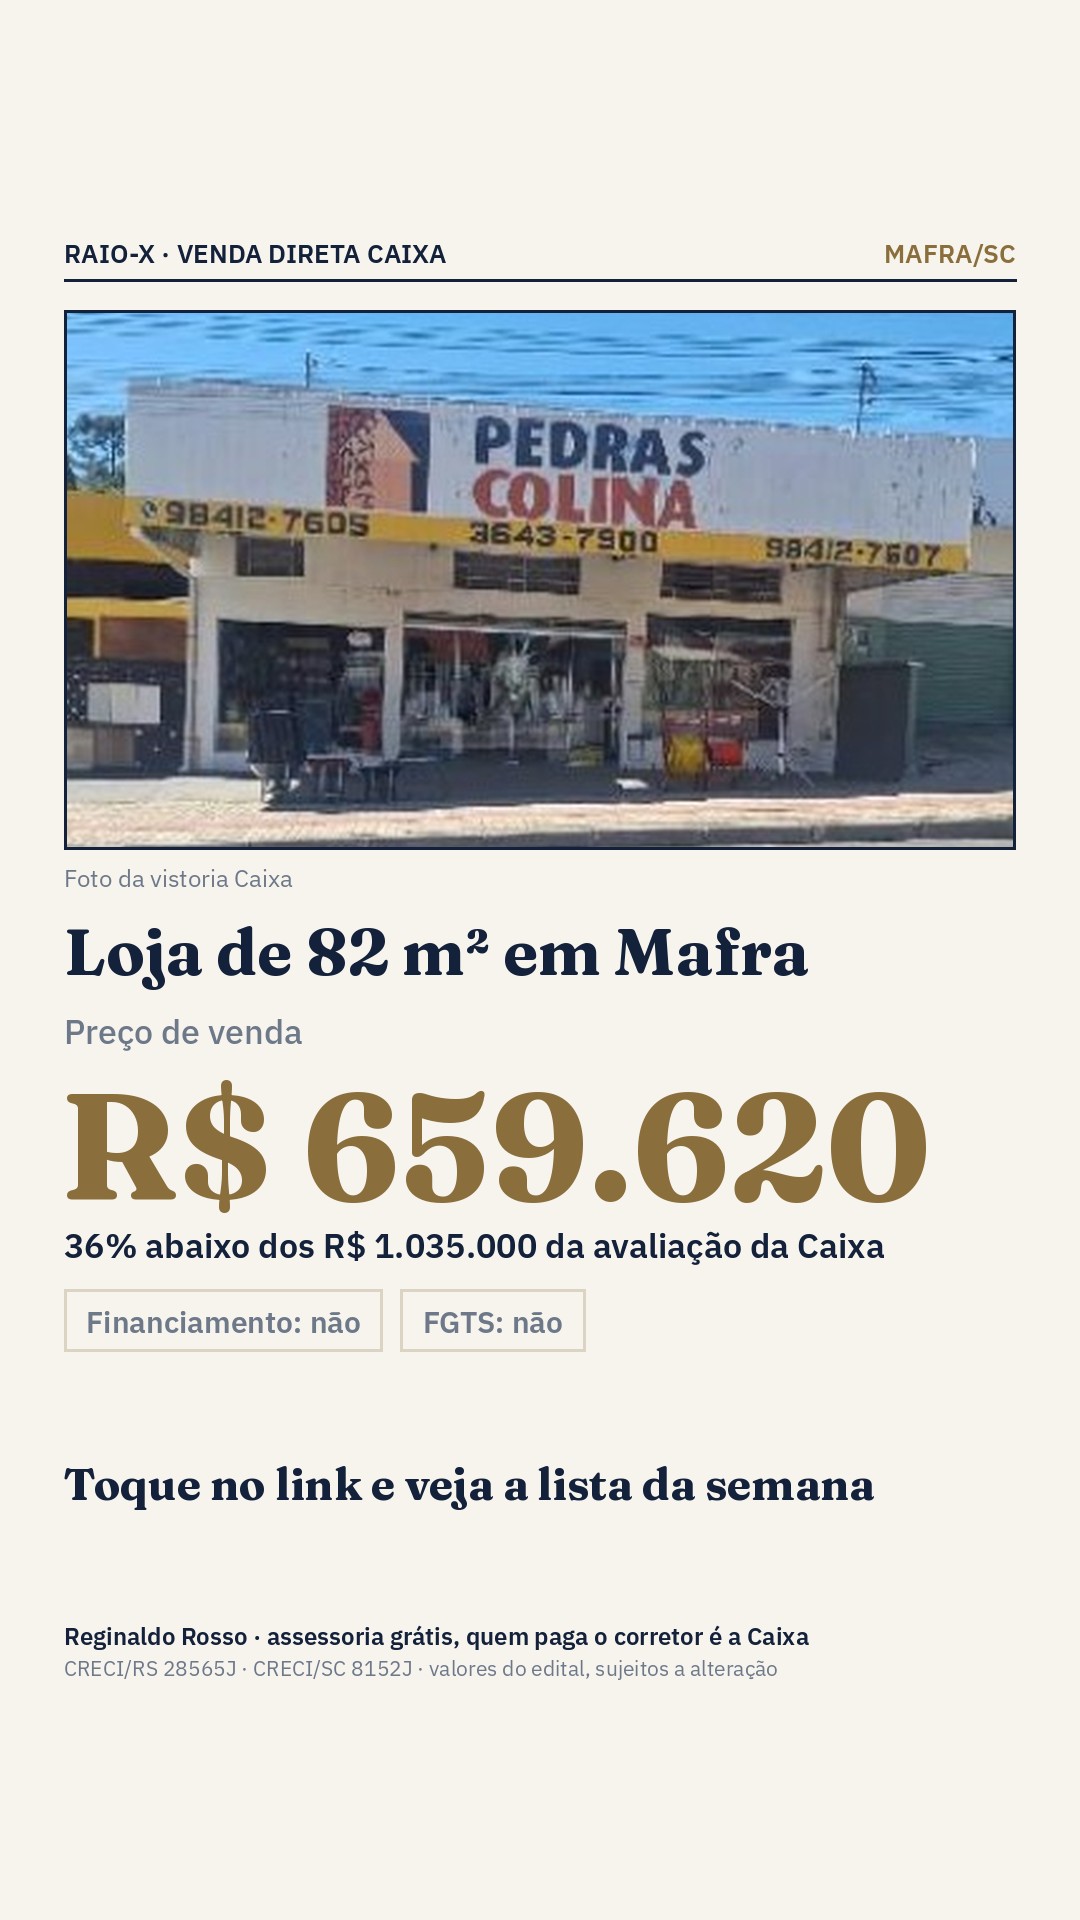 RAIO-X · VENDA DIRETA CAIXA
MAFRA/SC
PEDRAS
COLINA
98412-7605
3643-7900
98412-7607
Foto da vistoria Caixa
Loja de 82 m² em Mafra
Preço de venda
R$ 659.620
36% abaixo dos R$ 1.035.000 da avaliação da Caixa
Financiamento: não
FGTS: não
Toque no link e veja a lista da semana
Reginaldo Rosso · assessoria grátis, quem paga o corretor é a Caixa
CRECI/RS 28565J · CRECI/SC 8152J · valores do edital, sujeitos a alteração